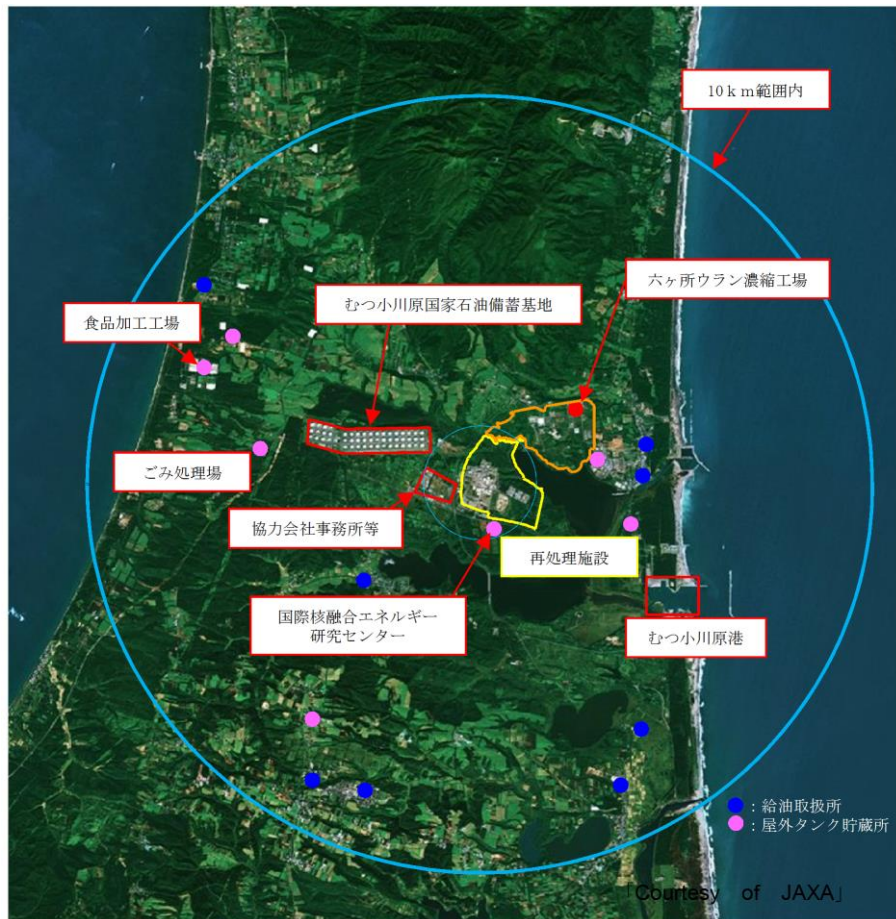 10km範囲内
六ヶ所ウラン濃縮工場
むつ小川原国家石油備蓄基地
食品加工工場
ごみ処理場
協力会社事務所等
再処理施設
国際核融合エネルギー
研究センター
むつ小川原港
：給油取扱所
：屋外タンク貯蔵所
「Courtesy of JAXA」